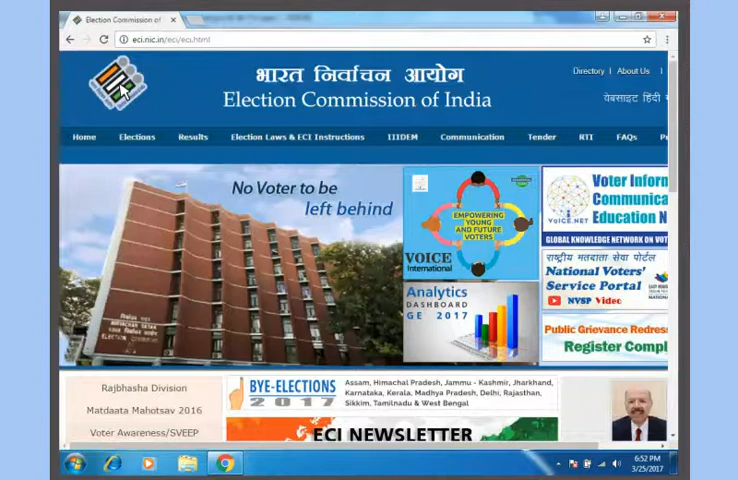 Election Commission of
eci.nic.in/eci/eci.html
भारत निर्वाचन आयोग
Election Commission of India
Directory | About Us |
वेबसाइट हिंदी
Home Elections Results Election Laws & ECI Instructions IIIDEM Communication Tender RTI FAQs
No Voter to be
left behind
EMPOWERING
YOUNG
AND FUTURE
VOTERS
VOICE
International
Analytics
DASHBOARD
GE 2017
Voter Inform
Communica
Education N
VoICE.NET
GLOBAL KNOWLEDGE NETWORK ON VOT
राष्ट्रीय मतदाता सेवा पोर्टल
National Voters'
Service Portal
NVSP Video
Public Grievance Redress
Register Compl
Rajbhasha Division
Matdaata Mahotsav 2016
Voter Awareness/SVEEP
BYE-ELECTIONS
2017
Assam, Himachal Pradesh, Jammu - Kashmir, Jharkhand,
Karnataka, Kerala, Madhya Pradesh, Delhi, Rajasthan,
Sikkim, Tamilnadu & West Bengal
ECI NEWSLETTER
6:52 PM
3/25/2017